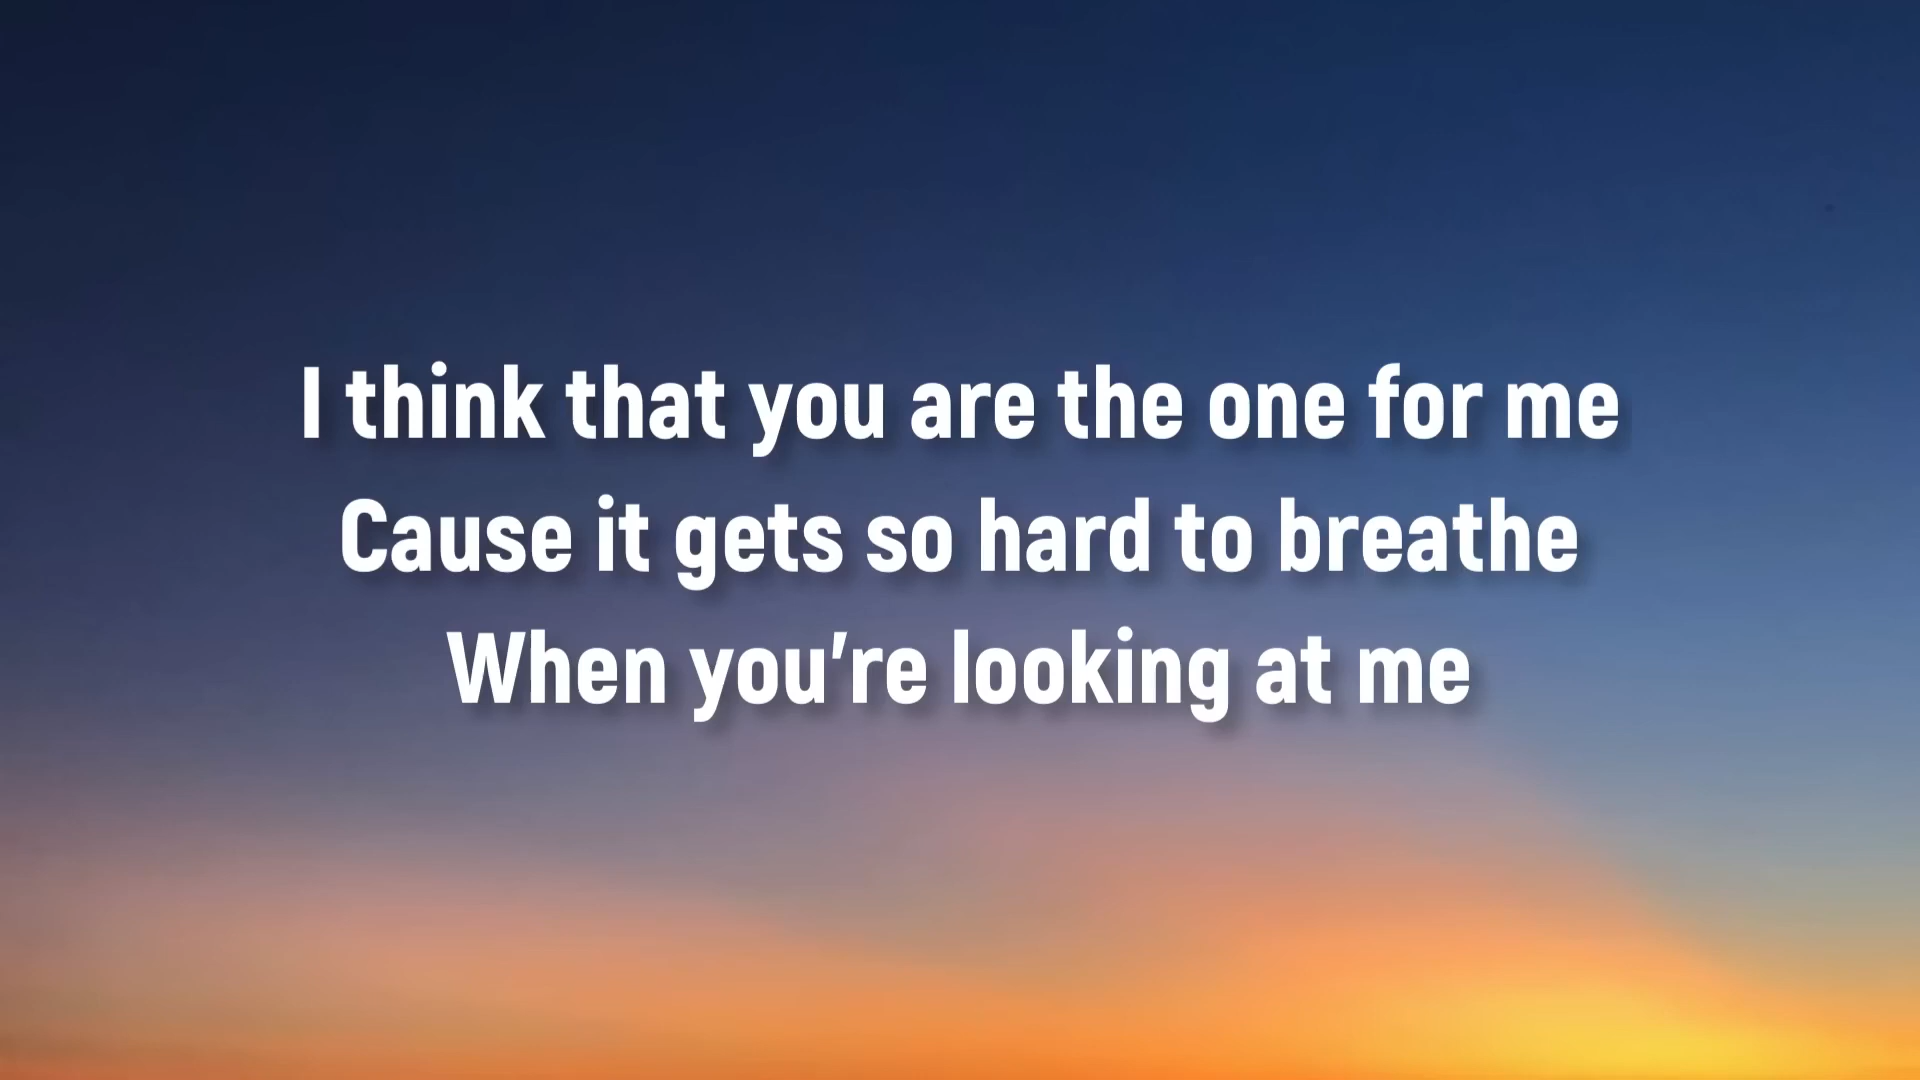 I think that you are the one for me
Cause it gets so hard to breathe
When you're looking at me